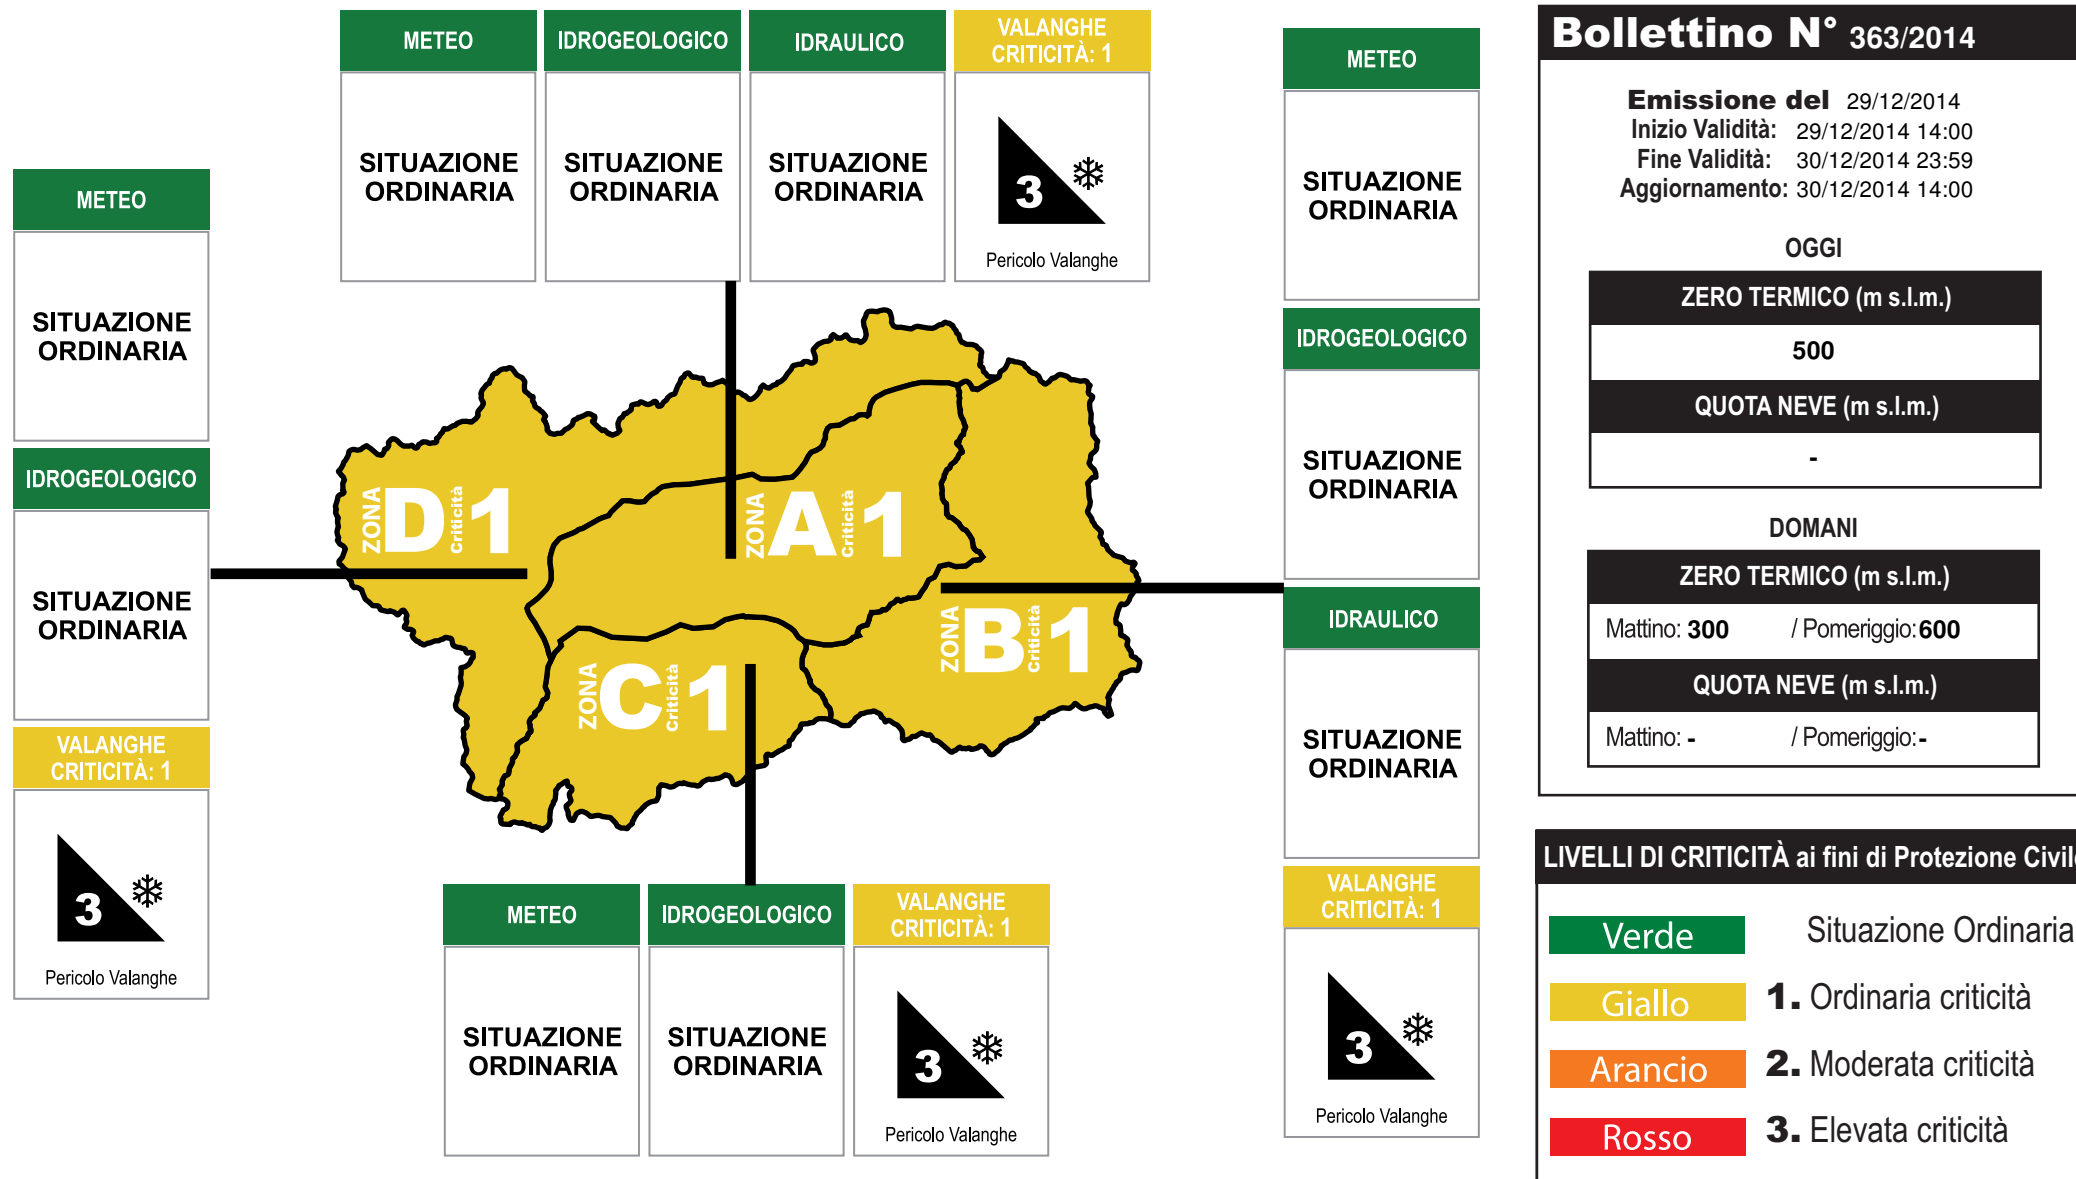 METEO
SITUAZIONE
ORDINARIA
IDROGEOLOGICO
SITUAZIONE
ORDINARIA
VALANGHE
CRITICITÀ: 1
3
Pericolo Valanghe
METEO
SITUAZIONE
ORDINARIA
IDROGEOLOGICO
SITUAZIONE
ORDINARIA
IDRAULICO
SITUAZIONE
ORDINARIA
VALANGHE
CRITICITÀ: 1
3
Pericolo Valanghe
ZONA D Criticità 1
ZONA A Criticità 1
ZONA B Criticità 1
ZONA C Criticità 1
METEO
SITUAZIONE
ORDINARIA
IDROGEOLOGICO
SITUAZIONE
ORDINARIA
VALANGHE
CRITICITÀ: 1
3
Pericolo Valanghe
METEO
SITUAZIONE
ORDINARIA
IDROGEOLOGICO
SITUAZIONE
ORDINARIA
IDRAULICO
SITUAZIONE
ORDINARIA
VALANGHE
CRITICITÀ: 1
3
Pericolo Valanghe
Bollettino N° 363/2014
Emissione del 29/12/2014
Inizio Validità: 29/12/2014 14:00
Fine Validità: 30/12/2014 23:59
Aggiornamento: 30/12/2014 14:00
OGGI
ZERO TERMICO (m s.l.m.)
500
QUOTA NEVE (m s.l.m.)
-
DOMANI
ZERO TERMICO (m s.l.m.)
Mattino: 300 / Pomeriggio: 600
QUOTA NEVE (m s.l.m.)
Mattino: - / Pomeriggio: -
LIVELLI DI CRITICITÀ ai fini di Protezione Civile
Verde Situazione Ordinaria
Giallo 1. Ordinaria criticità
Arancio 2. Moderata criticità
Rosso 3. Elevata criticità